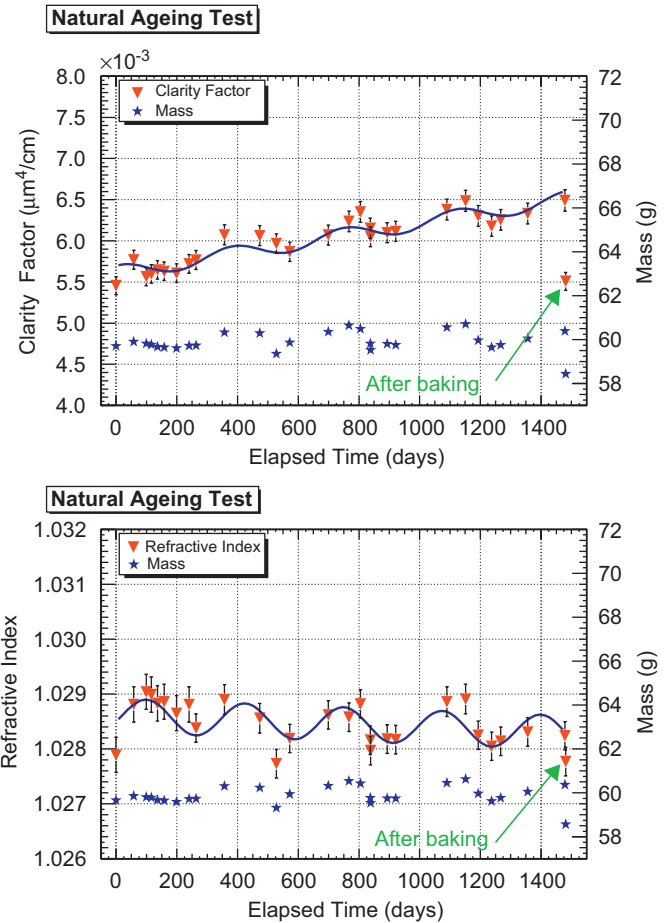 Natural Ageing Test
×10⁻³
8.0
7.5
7.0
6.5
6.0
5.5
5.0
4.5
4.0
Clarity Factor (μm⁴/cm)
Clarity Factor
Mass
72
70
68
66
64
62
60
58
Mass (g)
After baking
0 200 400 600 800 1000 1200 1400
Elapsed Time (days)
Natural Ageing Test
1.032
1.031
1.030
1.029
1.028
1.027
1.026
Refractive Index
Refractive Index
Mass
72
70
68
66
64
62
60
58
Mass (g)
After baking
0 200 400 600 800 1000 1200 1400
Elapsed Time (days)